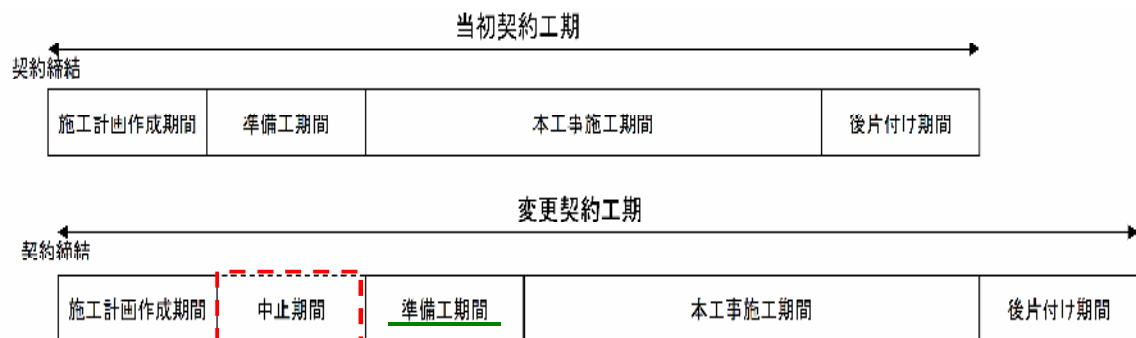 当初契約工期
契約締結
施工計画作成期間 準備工期間 本工事施工期間 後片付け期間
変更契約工期
契約締結
施工計画作成期間 中止期間 準備工期間 本工事施工期間 後片付け期間